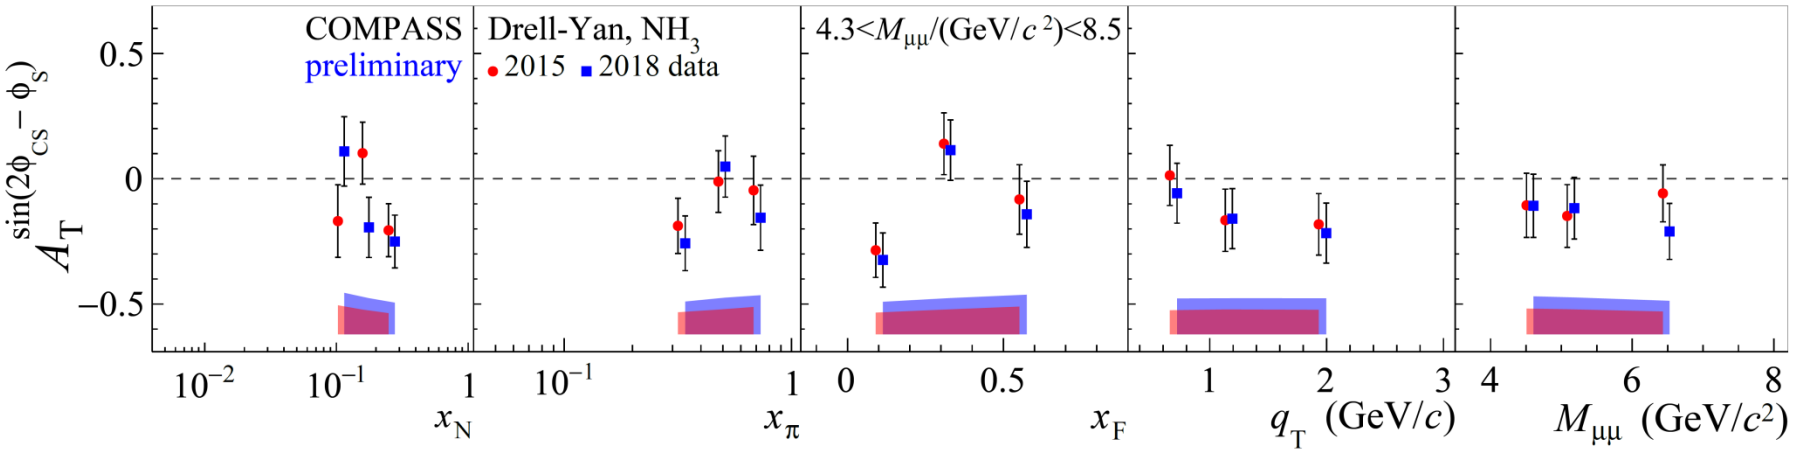 COMPASS Drell-Yan, NH3 4.3<Mμμ/(GeV/c2)<8.5
preliminary 2015 2018 data
A_T^{sin(2ϕCS − ϕS)}
0.5
0
−0.5
10−2 10−1 1 10−1 1 0 0.5 1 2 3 4 6 8
xN xπ xF qT (GeV/c) Mμμ (GeV/c2)